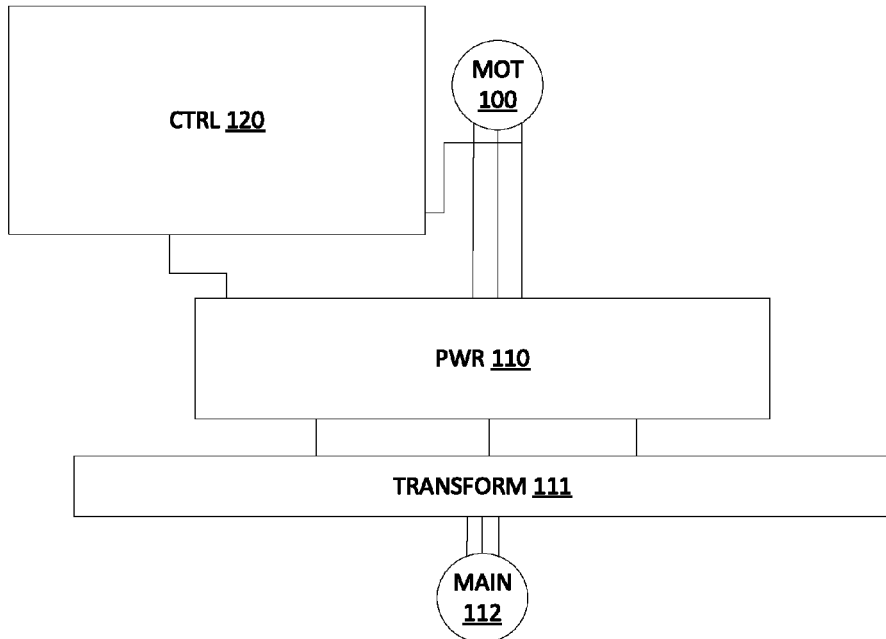 MOT
100
CTRL 120
PWR 110
TRANSFORM 111
MAIN
112